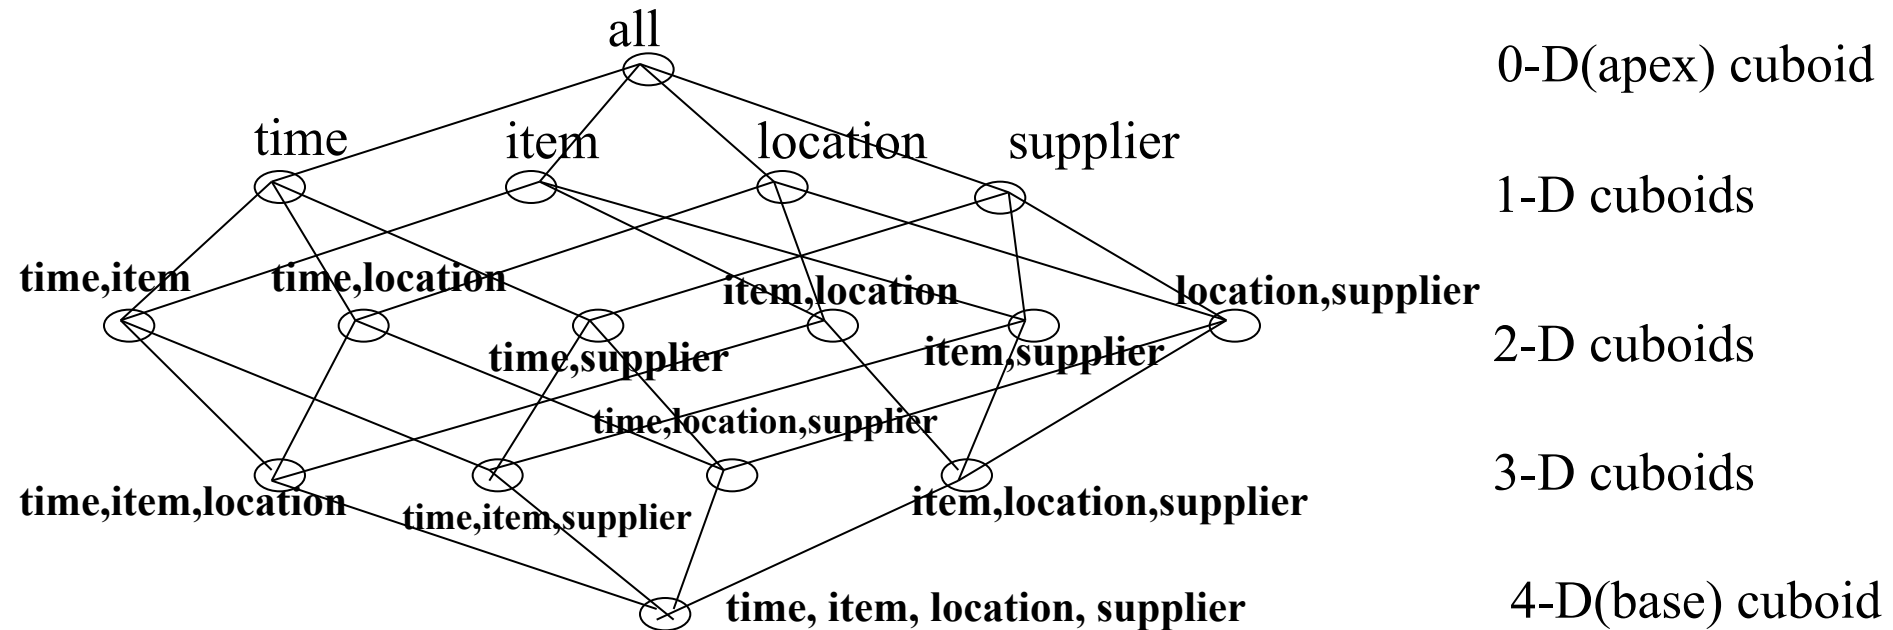 all
0-D(apex) cuboid
time
item
location
supplier
1-D cuboids
time,item
time,location
item,location
location,supplier
time,supplier
item,supplier
2-D cuboids
time,location,supplier
3-D cuboids
time,item,location
time,item,supplier
item,location,supplier
time, item, location, supplier
4-D(base) cuboid